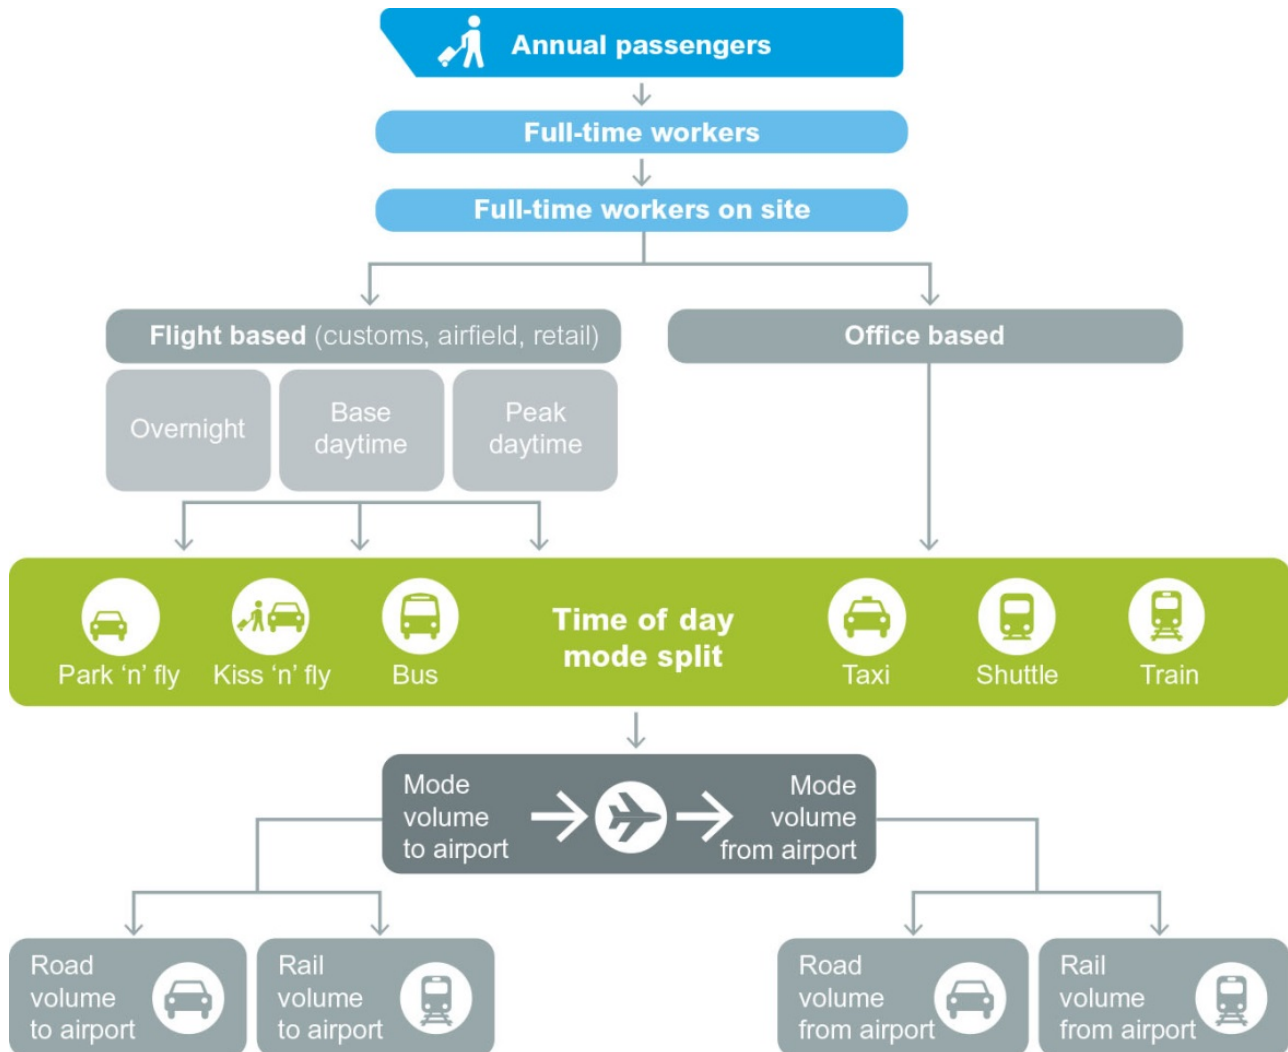 Annual passengers
Full-time workers
Full-time workers on site
Flight based (customs, airfield, retail)
Office based
Overnight
Base
daytime
Peak
daytime
Park ‘n’ fly
Kiss ‘n’ fly
Bus
Time of day
mode split
Taxi
Shuttle
Train
Mode
volume
to airport
Mode
volume
from airport
Road
volume
to airport
Rail
volume
to airport
Road
volume
from airport
Rail
volume
from airport